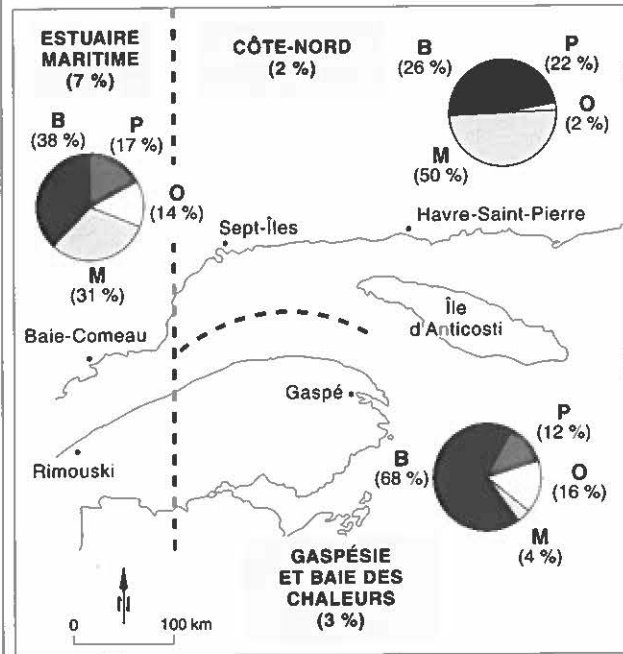 ESTUAIRE
MARITIME
(7 %)
CÔTE-NORD
(2 %)
B
(26 %)
P
(22 %)
O
(2 %)
M
(50 %)
B
(38 %)
P
(17 %)
O
(14 %)
M
(31 %)
Sept-Îles
Havre-Saint-Pierre
Île
d'Anticosti
Baie-Comeau
Gaspé
Rimouski
B
(68 %)
P
(12 %)
O
(16 %)
M
(4 %)
GASPÉSIE
ET BAIE DES
CHALEURS
(3 %)
N
0 100 km